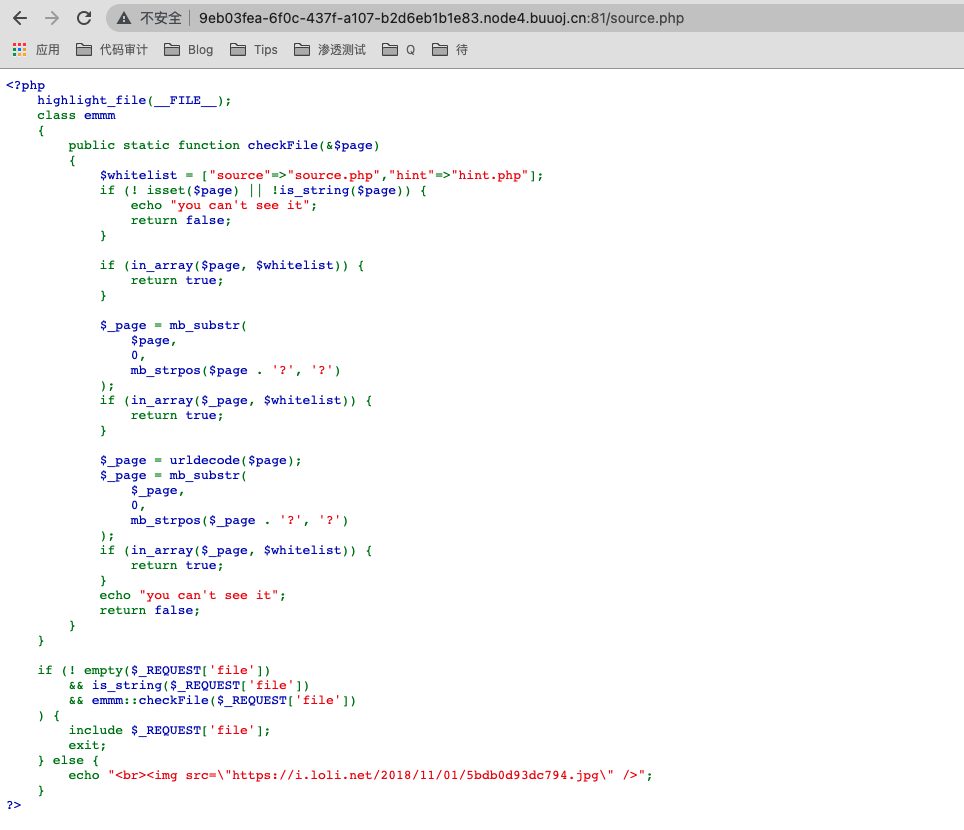 不安全 9eb03fea-6f0c-437f-a107-b2d6eb1b1e83.node4.buuoj.cn:81/source.php
应用 代码审计 Blog Tips 渗透测试 Q 待
<?php
    highlight_file(__FILE__);
    class emmm
    {
        public static function checkFile(&$page)
        {
            $whitelist = ["source"=>"source.php","hint"=>"hint.php"];
            if (! isset($page) || !is_string($page)) {
                echo "you can't see it";
                return false;
            }

            if (in_array($page, $whitelist)) {
                return true;
            }

            $_page = mb_substr(
                $page,
                0,
                mb_strpos($page . '?', '?')
            );
            if (in_array($_page, $whitelist)) {
                return true;
            }

            $_page = urldecode($page);
            $_page = mb_substr(
                $_page,
                0,
                mb_strpos($_page . '?', '?')
            );
            if (in_array($_page, $whitelist)) {
                return true;
            }
            echo "you can't see it";
            return false;
        }
    }

    if (! empty($_REQUEST['file'])
        && is_string($_REQUEST['file'])
        && emmm::checkFile($_REQUEST['file'])
    ) {
        include $_REQUEST['file'];
        exit;
    } else {
        echo "<br><img src=\"https://i.loli.net/2018/11/01/5bdb0d93dc794.jpg\" />";
    }
?>